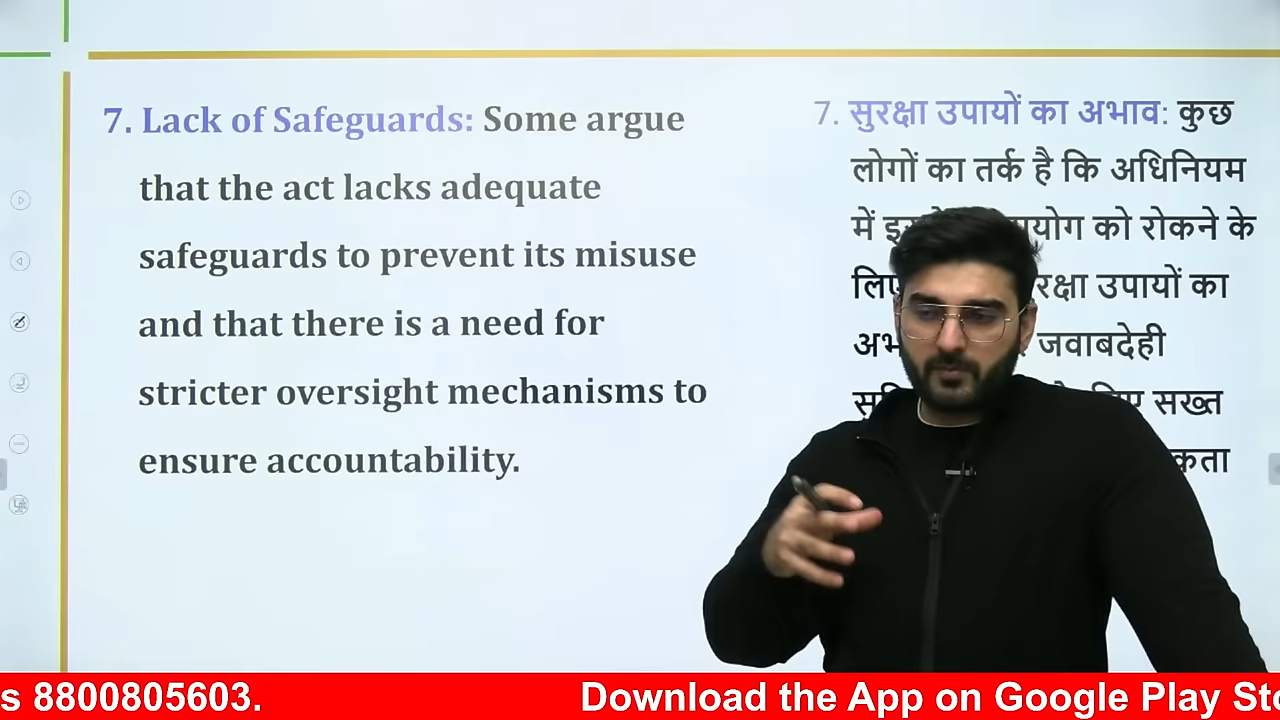 7. Lack of Safeguards: Some argue
that the act lacks adequate
safeguards to prevent its misuse
and that there is a need for
stricter oversight mechanisms to
ensure accountability.
7. सुरक्षा उपायों का अभाव: कुछ
लोगों का तर्क है कि अधिनियम
में को रोकने के
उपायों का
जवाबदेही
सख्त
s 8800805603. Download the App on Google Play Sto